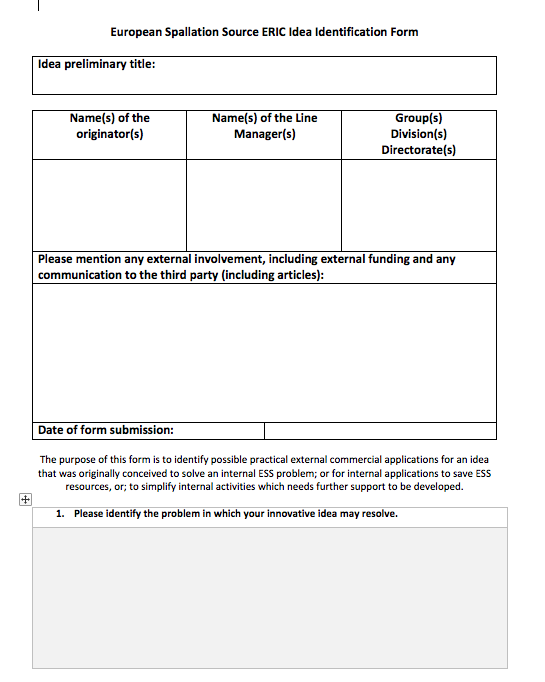 European Spallation Source ERIC Idea Identification Form
Idea preliminary title:
Name(s) of the
originator(s)
Name(s) of the Line
Manager(s)
Group(s)
Division(s)
Directorate(s)
Please mention any external involvement, including external funding and any
communication to the third party (including articles):
Date of form submission:
The purpose of this form is to identify possible practical external commercial applications for an idea
that was originally conceived to solve an internal ESS problem; or for internal applications to save ESS
resources, or; to simplify internal activities which needs further support to be developed.
1. Please identify the problem in which your innovative idea may resolve.